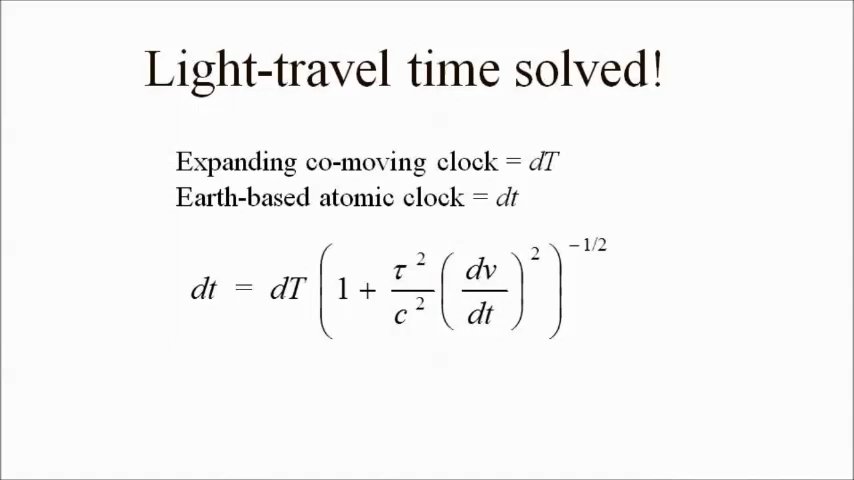 Light-travel time solved!
Expanding co-moving clock = dT
Earth-based atomic clock = dt
dt = dT (1 + τ²/c² (dv/dt)²)^−1/2